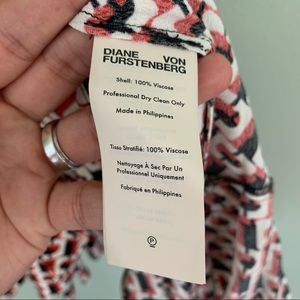 DIANE VON
FURSTENBERG
Shell: 100% Viscose
Professional Dry Clean Only
Made in Philippines
Tissu Stratifié: 100% Viscose
Nettoyage À Sec Par Un
Professionnel Uniquement
Fabriqué en Philippines
P